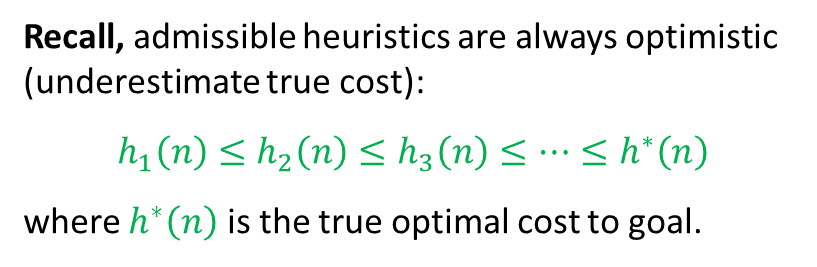 Recall, admissible heuristics are always optimistic
(underestimate true cost):
h₁(n) ≤ h₂(n) ≤ h₃(n) ≤ ⋯ ≤ h*(n)
where h*(n) is the true optimal cost to goal.